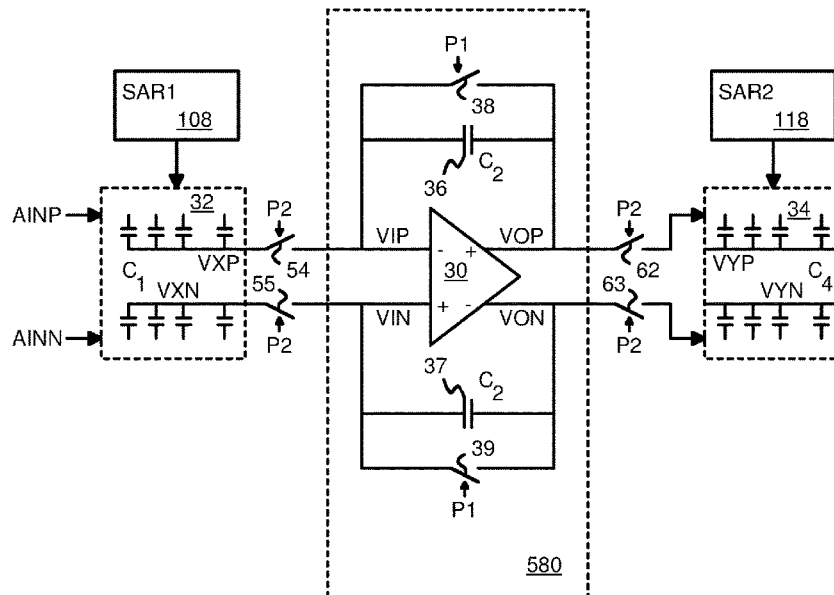 P1
38
SAR1
108
SAR2
118
C2
36
32
34
AINP
P2
P2
VXP
54
VIP
- +
VOP
62
VYP
C1
C4
30
VXN
55
VIN
+ -
VON
63
VYN
AINN
P2
P2
37
C2
39
P1
580